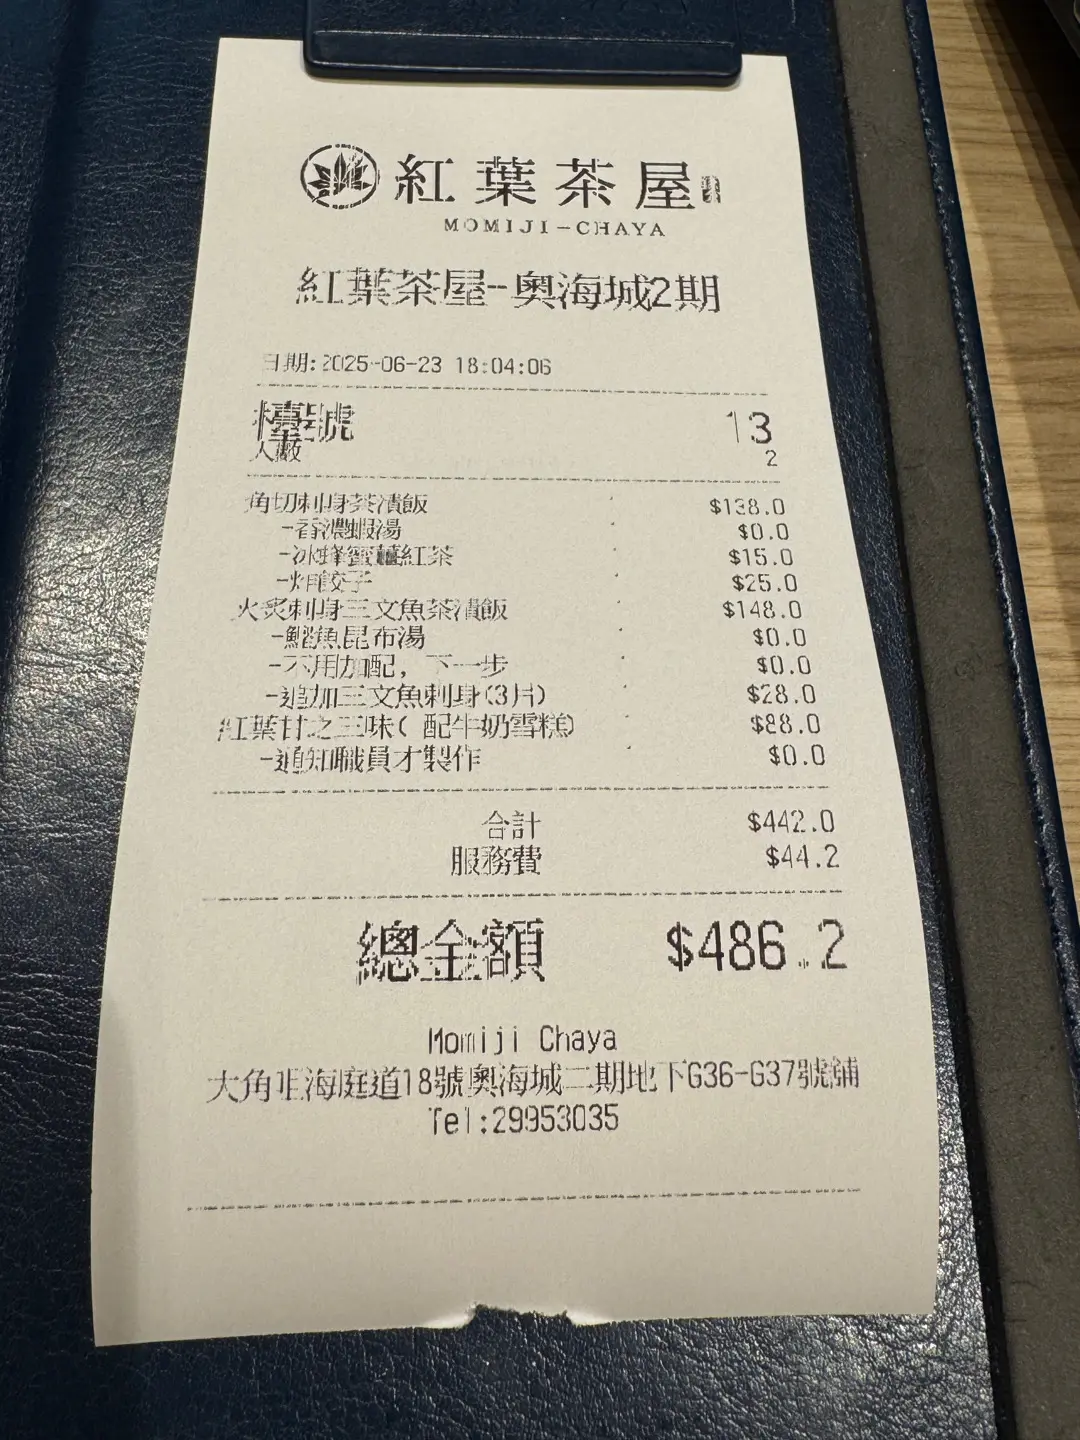 紅葉茶屋
MOMIJI-CHAYA
紅葉茶屋-奧海城2期
日期:2025-06-23 18:04:06
檯號 13
人數 2
角切刺身茶漬飯 $138.0
-香濃蝦湯 $0.0
-冰蜂蜜紅茶 $15.0
-炸餃子 $25.0
火炙刺身三文魚茶漬飯 $148.0
-鰹魚昆布湯 $0.0
-不用加配, 下一步 $0.0
-追加三文魚刺身(3片) $28.0
紅葉甘之三味( 配牛奶雪糕) $88.0
-通知職員才製作 $0.0
合計 $442.0
服務費 $44.2
總金額 $486.2
Momiji Chaya
大角咀海庭道18號奧海城二期地下G36-G37號舖
Tel:29953035